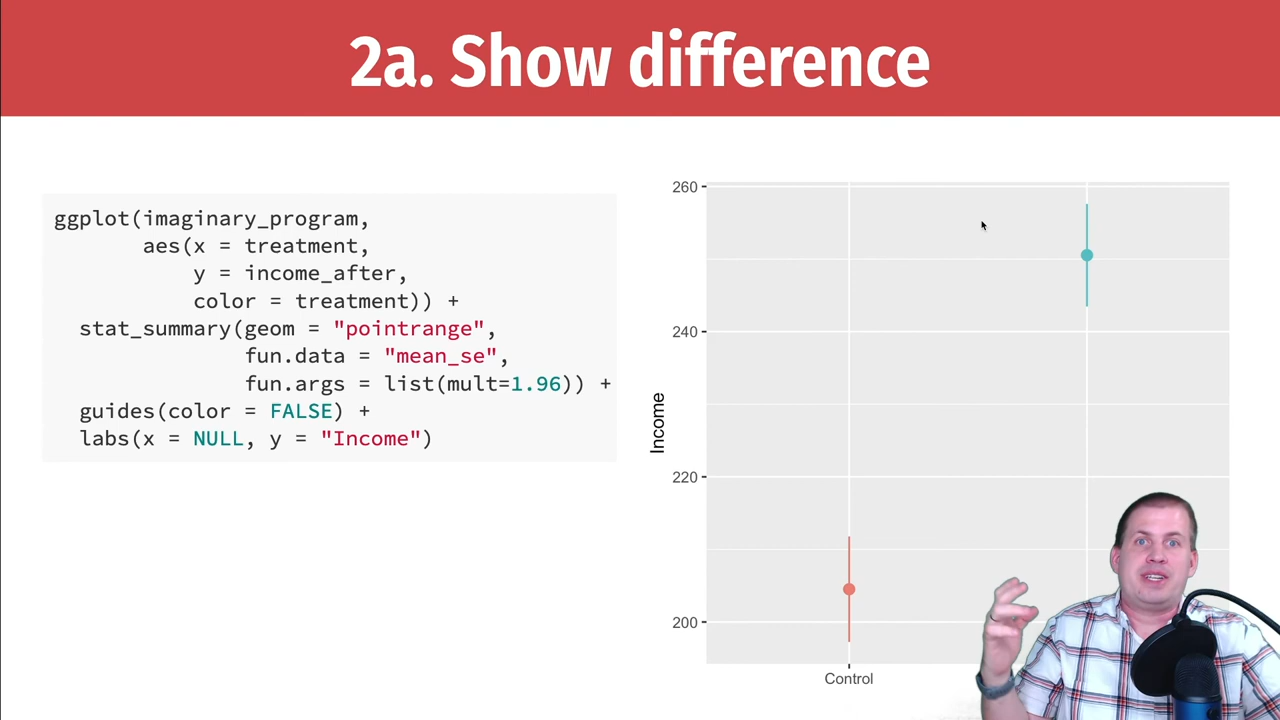 2a. Show difference
ggplot(imaginary_program,
aes(x = treatment,
y = income_after,
color = treatment)) +
stat_summary(geom = "pointrange",
fun.data = "mean_se",
fun.args = list(mult=1.96)) +
guides(color = FALSE) +
labs(x = NULL, y = "Income")
260
240
220
200
Income
Control